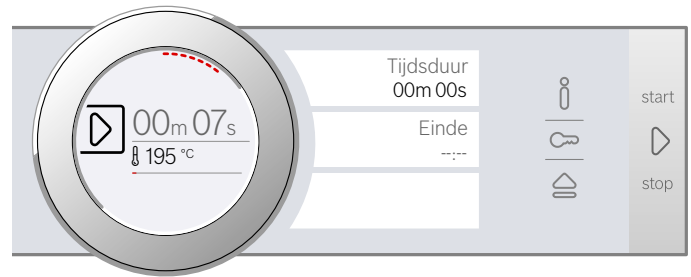 00m 07s
195 °C
Tijdsduur
00m 00s
Einde
--:--
start
stop